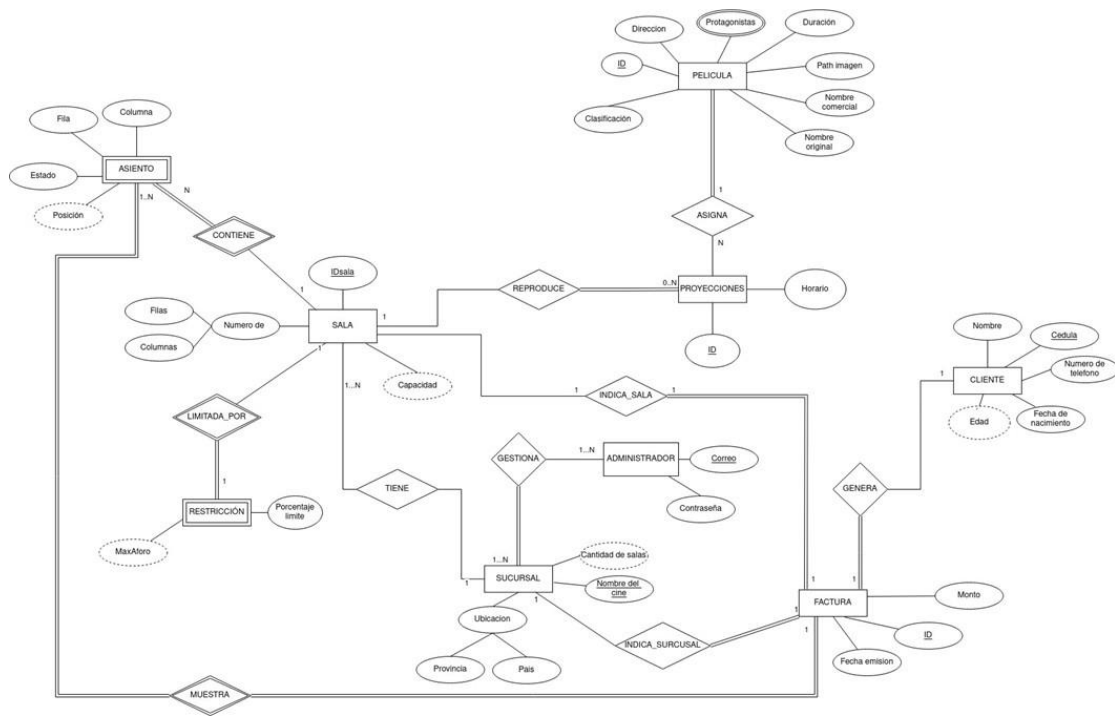 Protagonistas
Direccion
Duración
ID
PELICULA
Path imagen
Nombre
comercial
Clasificación
Nombre
original
Columna
Fila
ASIENTO
Estado
1..N
N
Posición
1
ASIGNA
CONTIENE
N
IDsala
1
REPRODUCE
0..N
PROYECCIONES
Horario
Filas
Numero de
SALA
1
Columnas
1
ID
Nombre
Cedula
1
CLIENTE
Numero de
telefono
Edad
Fecha de
nacimiento
1...N
Capacidad
1
INDICA_SALA
1
LIMITADA_POR
GESTIONA
1...N
ADMINISTRADOR
Correo
Contraseña
TIENE
GENERA
1
RESTRICCIÓN
Porcentaje
limite
MaxAforo
1...N
Cantidad de salas
1
SUCURSAL
Nombre del
cine
1
1
1
FACTURA
Monto
Ubicacion
1
INDICA_SURCUSAL
1
1
ID
Provincia
Pais
Fecha emision
MUESTRA